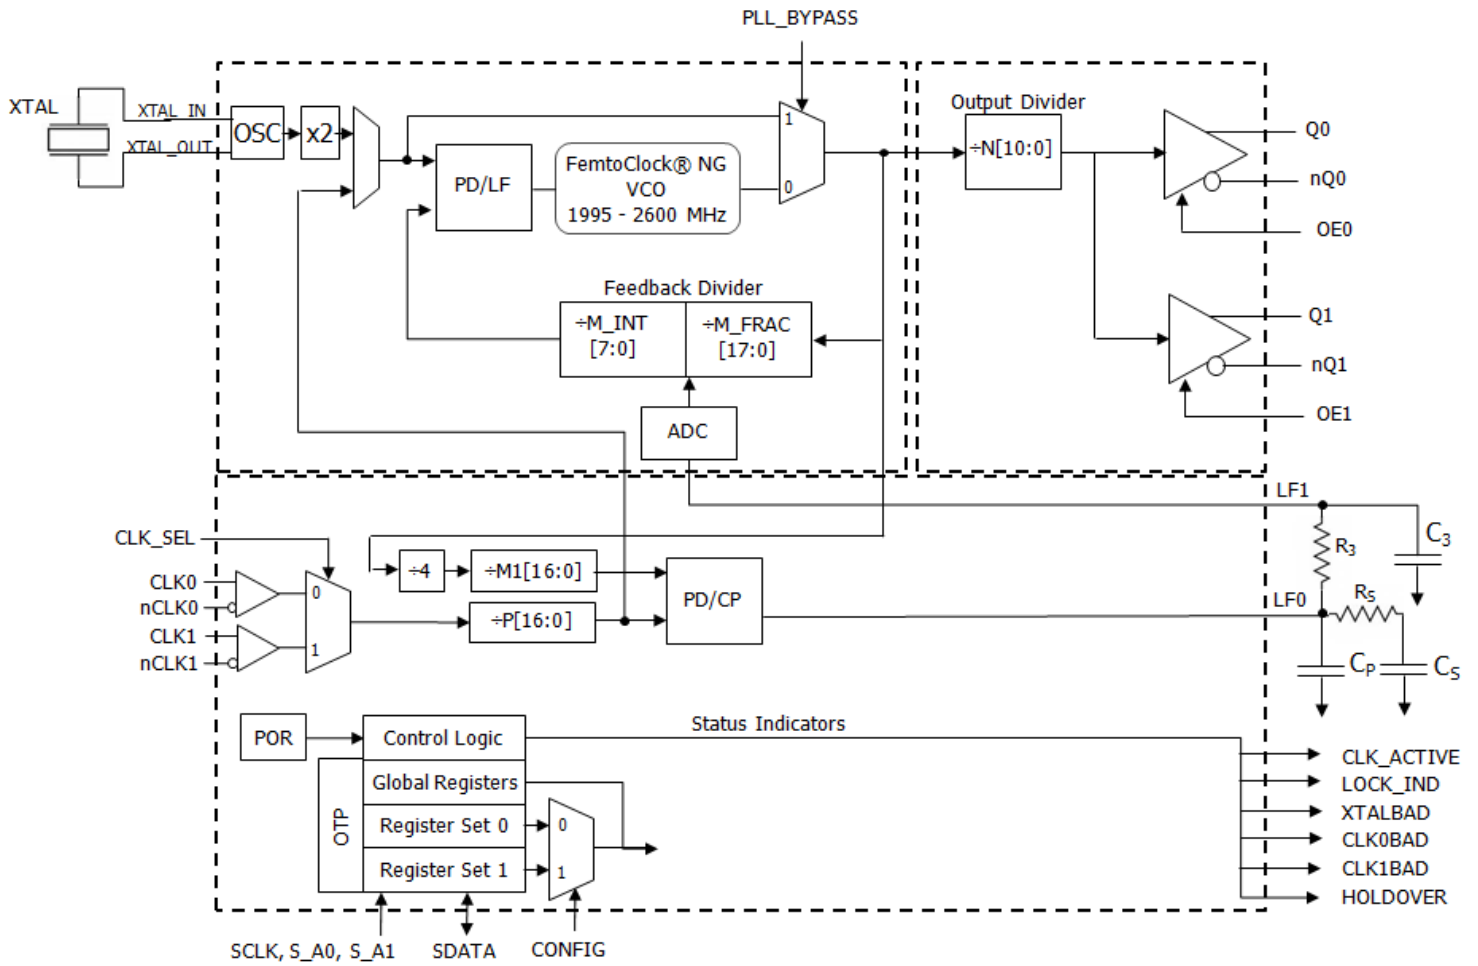 PLL_BYPASS
XTAL
XTAL_IN
XTAL_OUT
OSC
x2
PD/LF
FemtoClock® NG
VCO
1995 - 2600 MHz
1
0
Output Divider
÷N[10:0]
Q0
nQ0
OE0
Q1
nQ1
OE1
Feedback Divider
÷M_INT
[7:0]
÷M_FRAC
[17:0]
ADC
LF1
R3
C3
LF0
RS
CP
CS
CLK_SEL
CLK0
nCLK0
CLK1
nCLK1
0
1
÷4
÷M1[16:0]
÷P[16:0]
PD/CP
POR
Control Logic
Status Indicators
OTP
Global Registers
Register Set 0
Register Set 1
0
1
CLK_ACTIVE
LOCK_IND
XTALBAD
CLK0BAD
CLK1BAD
HOLDOVER
SCLK, S_A0, S_A1
SDATA
CONFIG